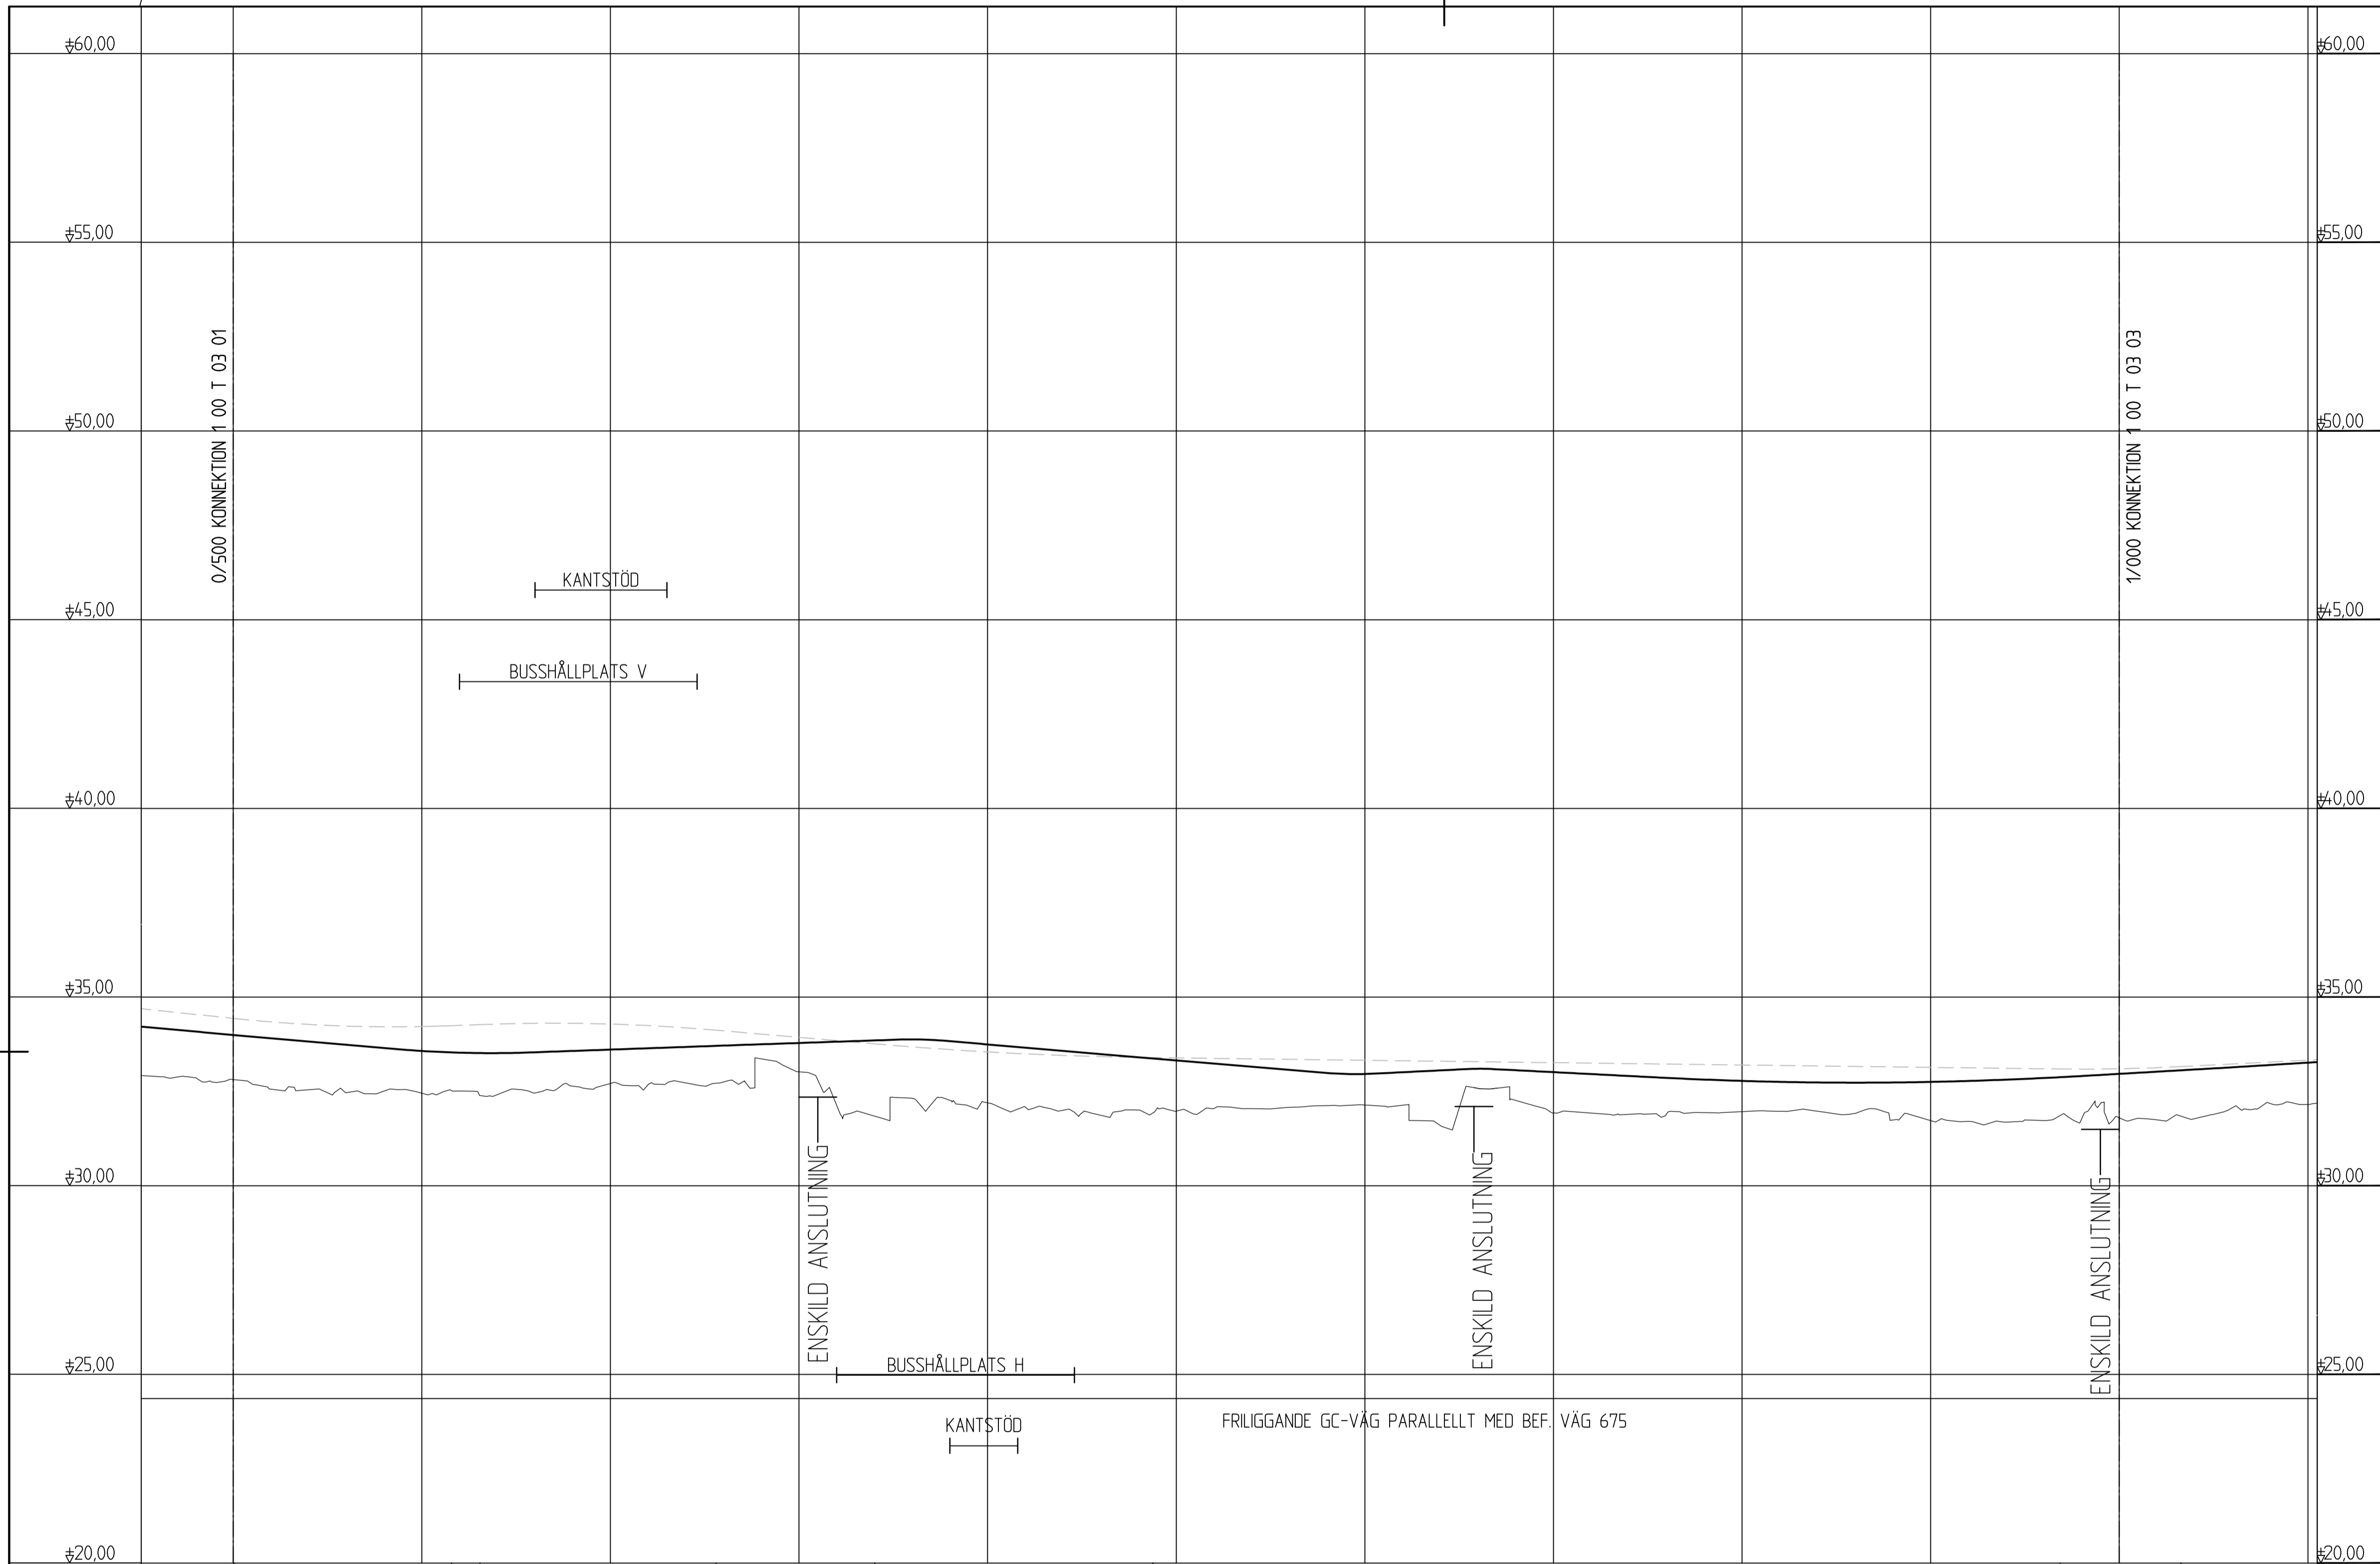 ±60,00 ±60,00
±55,00 ±55,00
0/500 KONNEKTION 1 00 T 03 01
1/000 KONNEKTION 1 00 T 03 03
±50,00 ±50,00
KANTSTÖD
±45,00 ±45,00
BUSSHÅLLPLATS V
±40,00 ±40,00
±35,00 ±35,00
ENSKILD ANSLUTNING
ENSKILD ANSLUTNING
ENSKILD ANSLUTNING
±30,00 ±30,00
±25,00 ±25,00
BUSSHÅLLPLATS H
KANTSTÖD
FRILIGGANDE GC-VÄG PARALLELLT MED BEF. VÄG 675
±20,00 ±20,00